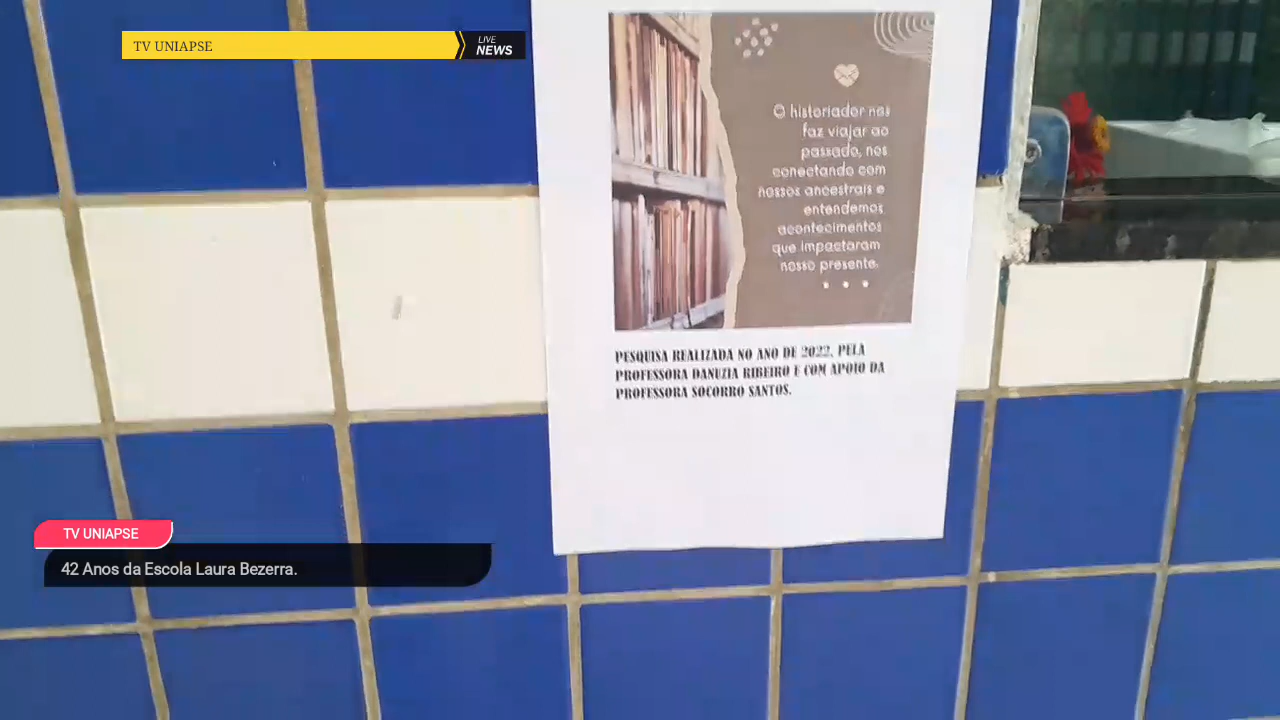 TV UNIAPSE
LIVE
NEWS
O historiador nos
faz viajar ao
passado, nos
conectando com
nossos ancestrais e
entendemos
acontecimentos
que impactaram
nosso presente.
PESQUISA REALIZADA NO ANO DE 2022, PELA
PROFESSORA DANUZIA RIBEIRO E COM APOIO DA
PROFESSORA SOCORRO SANTOS.
TV UNIAPSE
42 Anos da Escola Laura Bezerra.